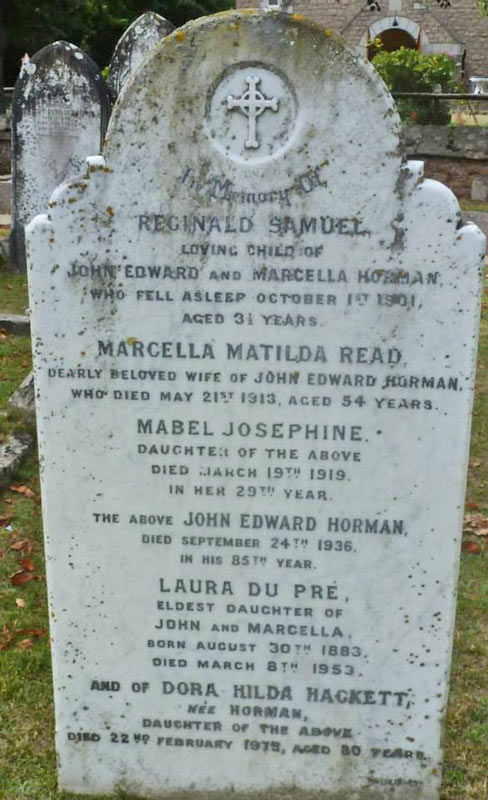 In Memory Of
REGINALD SAMUEL,
LOVING CHILD OF
JOHN EDWARD AND MARCELLA HORMAN,
WHO FELL ASLEEP OCTOBER 1ST 1901,
AGED 3½ YEARS.
MARCELLA MATILDA READ,
DEARLY BELOVED WIFE OF JOHN EDWARD HORMAN,
WHO DIED MAY 21ST 1913, AGED 54 YEARS.
MABEL JOSEPHINE,
DAUGHTER OF THE ABOVE
DIED MARCH 19TH 1919.
IN HER 29TH YEAR.
THE ABOVE JOHN EDWARD HORMAN,
DIED SEPTEMBER 24TH 1936,
IN HIS 85TH YEAR.
LAURA DU PRÉ,
ELDEST DAUGHTER OF
JOHN AND MARCELLA,
BORN AUGUST 30TH 1883,
DIED MARCH 8TH 1953.
AND OF DORA HILDA HACKETT,
NÉE HORMAN,
DAUGHTER OF THE ABOVE
DIED 22ND FEBRUARY 1975, AGED 80 YEARS.